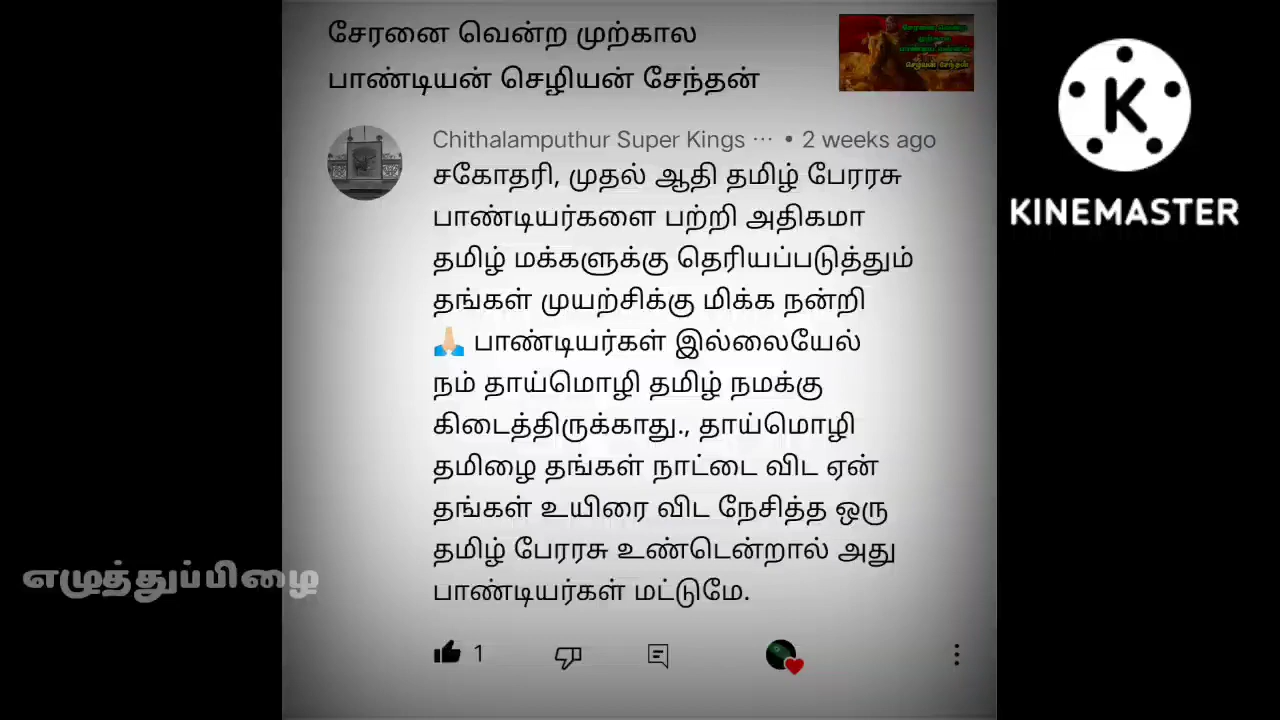 சேரனை வென்ற முற்கால
பாண்டியன் செழியன் சேந்தன்
Chithalamputhur Super Kings ... • 2 weeks ago
சகோதரி, முதல் ஆதி தமிழ் பேரரசு
பாண்டியர்களை பற்றி அதிகமா
தமிழ் மக்களுக்கு தெரியப்படுத்தும்
தங்கள் முயற்சிக்கு மிக்க நன்றி
🙏🏼 பாண்டியர்கள் இல்லையேல்
நம் தாய்மொழி தமிழ் நமக்கு
கிடைத்திருக்காது., தாய்மொழி
தமிழை தங்கள் நாட்டை விட ஏன்
தங்கள் உயிரை விட நேசித்த ஒரு
தமிழ் பேரரசு உண்டென்றால் அது
பாண்டியர்கள் மட்டுமே.
1
எழுத்துப்பிழை
K
KINEMASTER